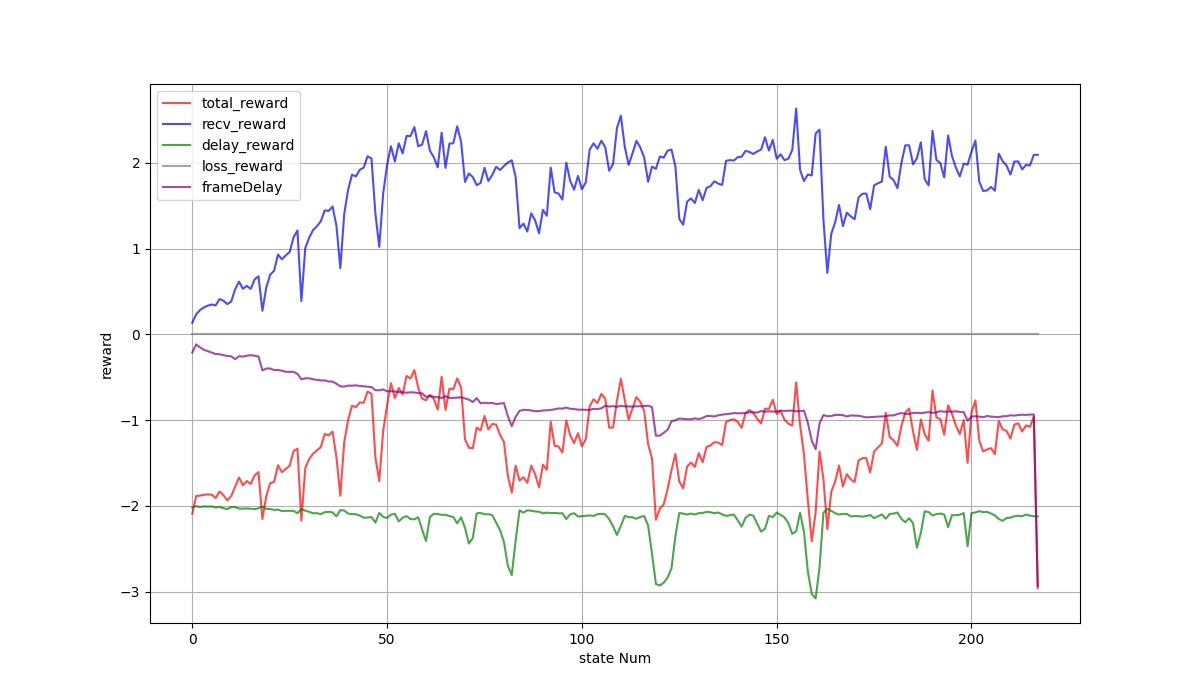 total_reward
recv_reward
delay_reward
loss_reward
frameDelay
reward
2
1
0
−1
−2
−3
0 50 100 150 200
state Num